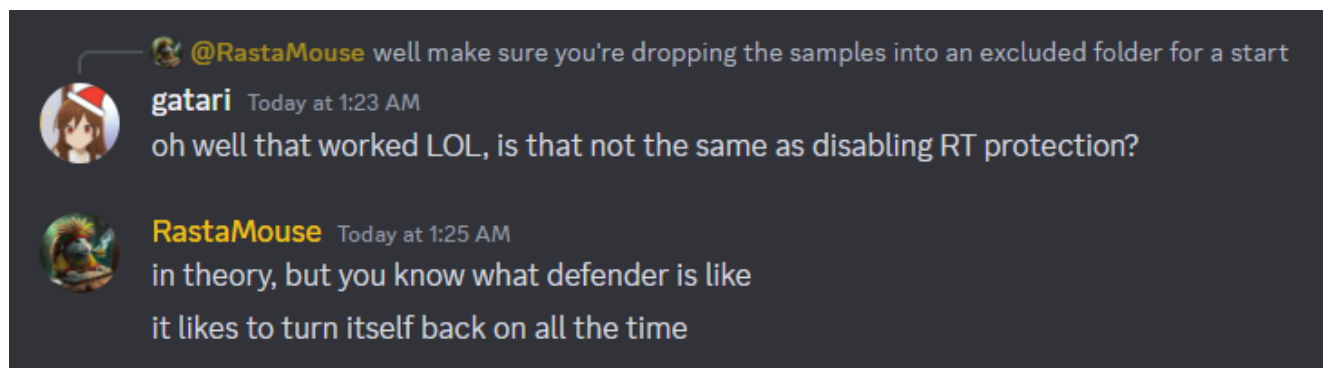 @RastaMouse well make sure you're dropping the samples into an excluded folder for a start
gatari Today at 1:23 AM
oh well that worked LOL, is that not the same as disabling RT protection?
RastaMouse Today at 1:25 AM
in theory, but you know what defender is like
it likes to turn itself back on all the time